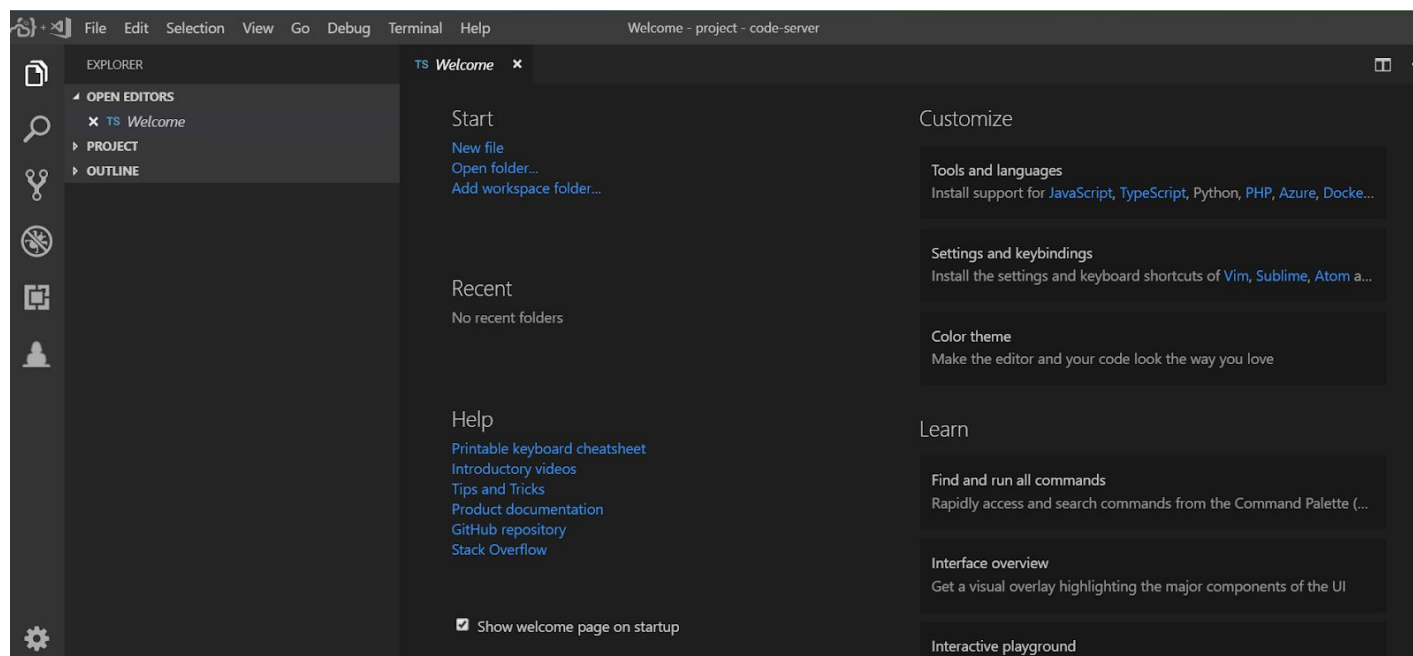 File Edit Selection View Go Debug Terminal Help Welcome - project - code-server
EXPLORER
OPEN EDITORS
TS Welcome
PROJECT
OUTLINE
TS Welcome
Start
New file
Open folder...
Add workspace folder...
Recent
No recent folders
Help
Printable keyboard cheatsheet
Introductory videos
Tips and Tricks
Product documentation
GitHub repository
Stack Overflow
Show welcome page on startup
Customize
Tools and languages
Install support for JavaScript, TypeScript, Python, PHP, Azure, Docke...
Settings and keybindings
Install the settings and keyboard shortcuts of Vim, Sublime, Atom a...
Color theme
Make the editor and your code look the way you love
Learn
Find and run all commands
Rapidly access and search commands from the Command Palette (...
Interface overview
Get a visual overlay highlighting the major components of the UI
Interactive playground